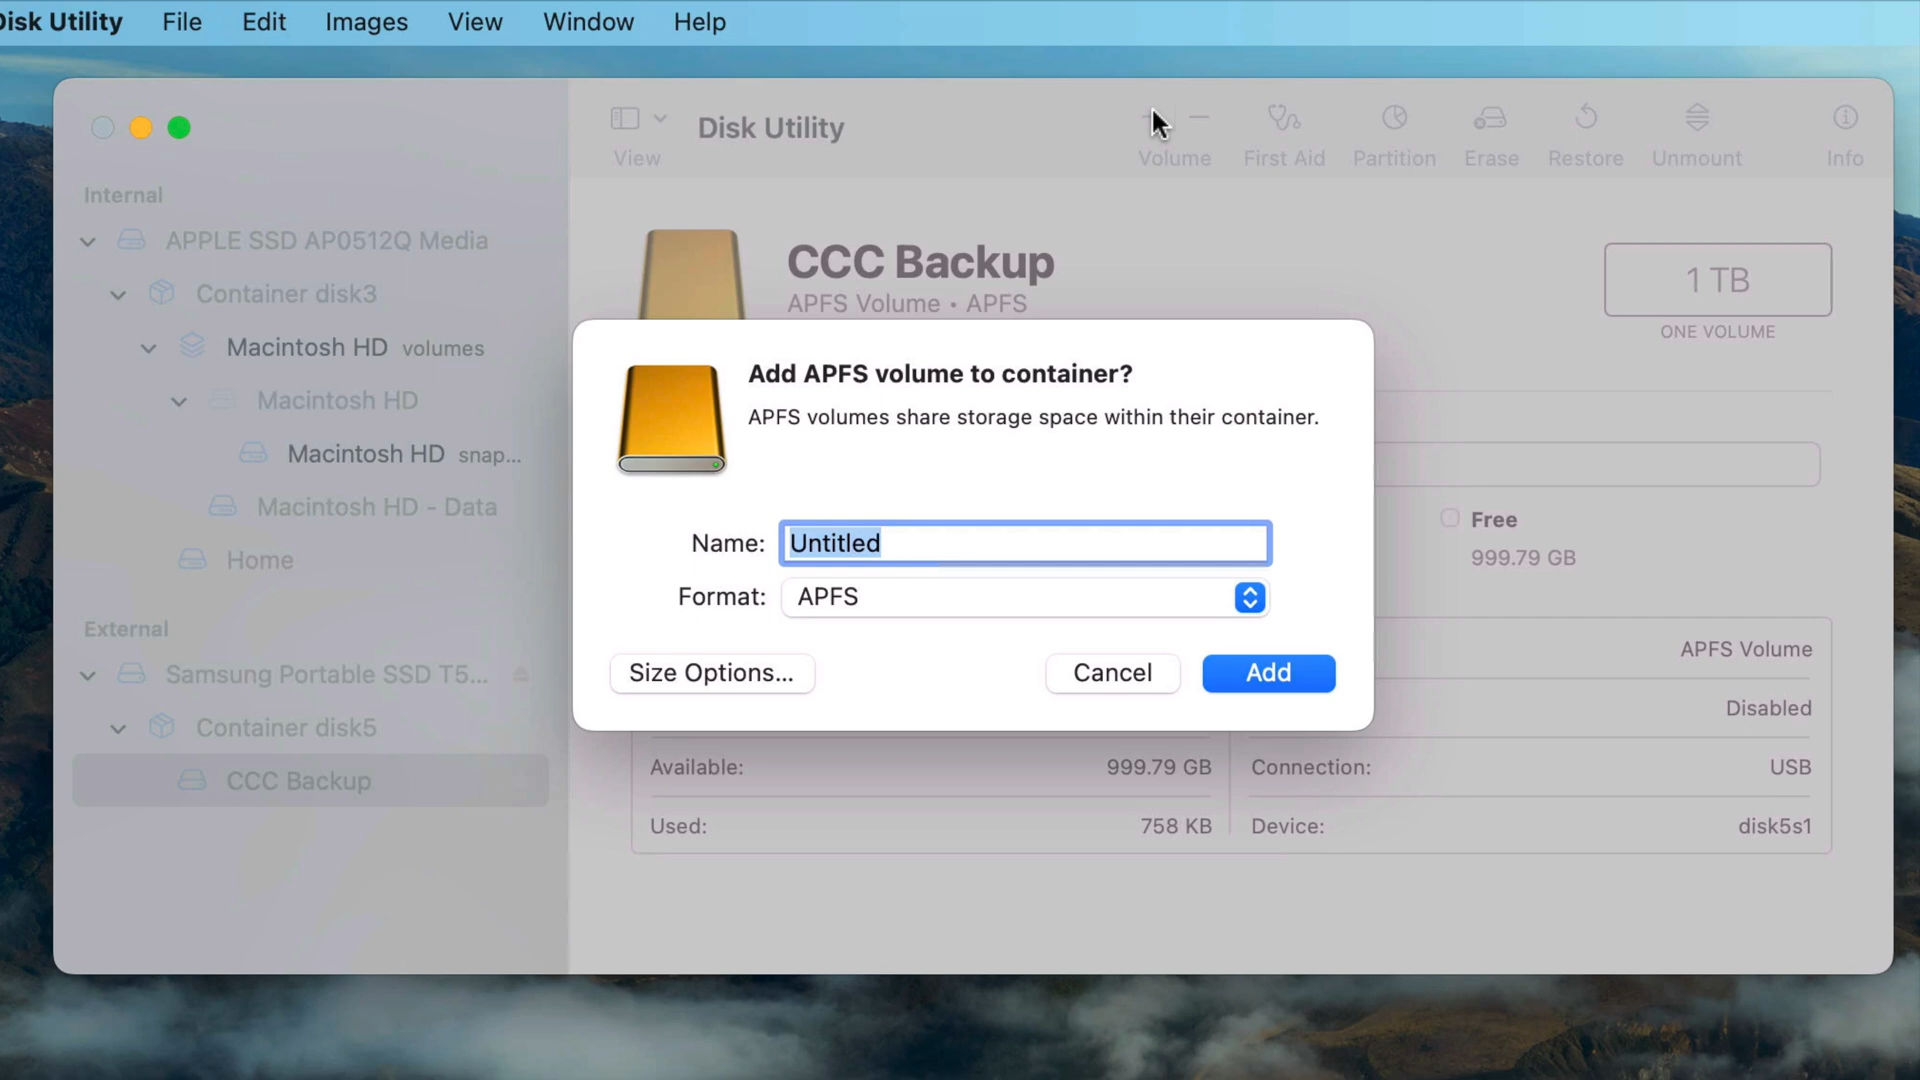 Disk Utility File Edit Images View Window Help
Disk Utility
View
Volume First Aid Partition Erase Restore Unmount Info
Internal
APPLE SSD AP0512Q Media
Container disk3
Macintosh HD volumes
Macintosh HD
Macintosh HD snap...
Macintosh HD - Data
Home
External
Samsung Portable SSD T5...
Container disk5
CCC Backup
CCC Backup
APFS Volume • APFS
1 TB
ONE VOLUME
Add APFS volume to container?
APFS volumes share storage space within their container.
Name: Untitled
Format: APFS
Size Options... Cancel Add
Free
999.79 GB
APFS Volume
Disabled
Available: 999.79 GB Connection: USB
Used: 758 KB Device: disk5s1